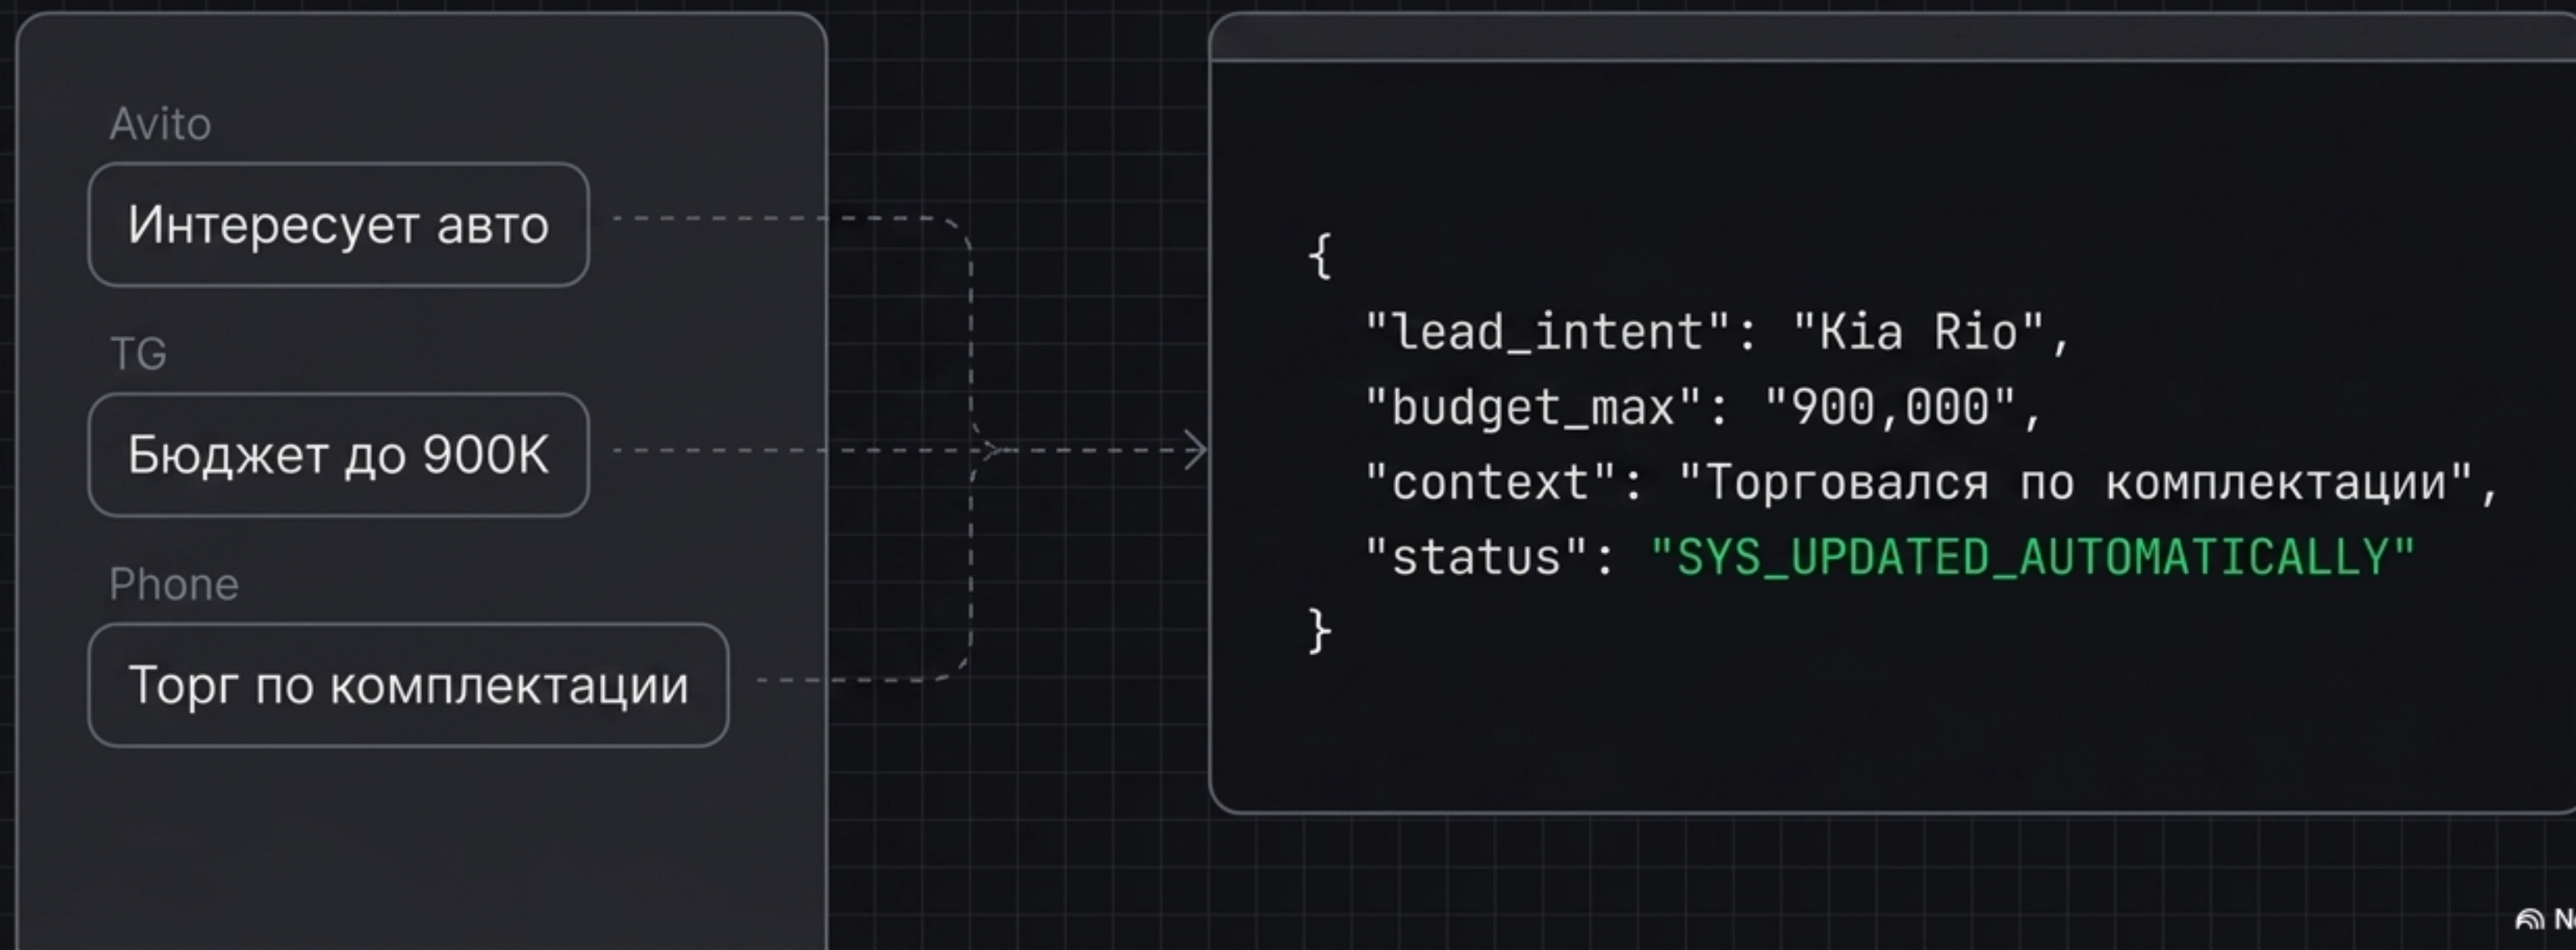 Avito
Интересует авто
TG
Бюджет до 900К
Phone
Торг по комплектации
{
"lead_intent": "Kia Rio",
"budget_max": "900,000",
"context": "Торговался по комплектации",
"status": "SYS_UPDATED_AUTOMATICALLY"
}